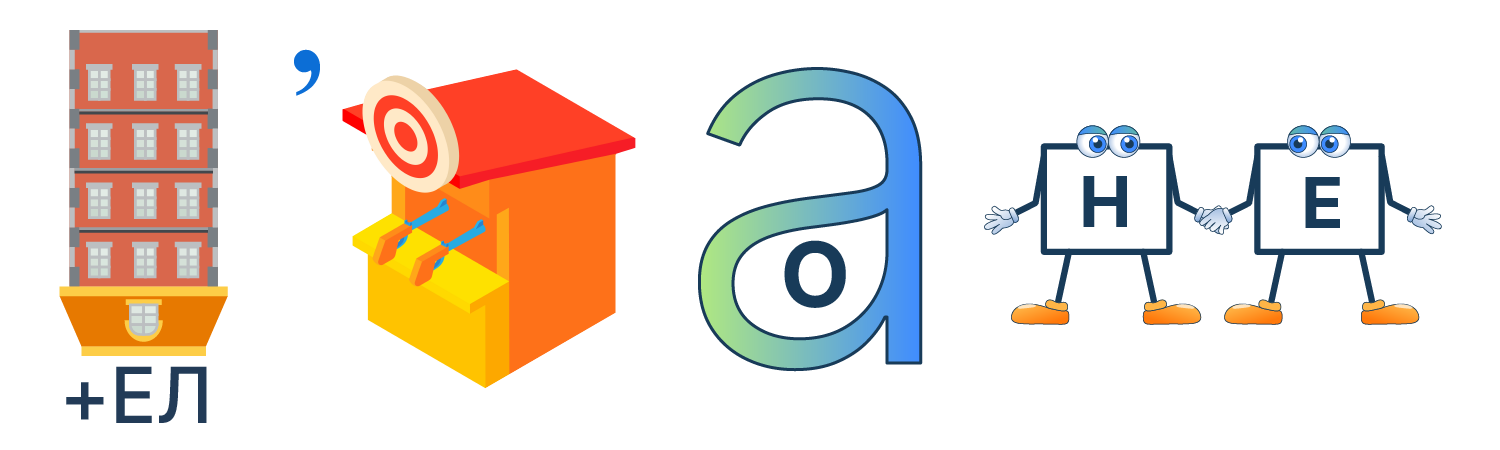 +ЕЛ
,
а
о
Н Е